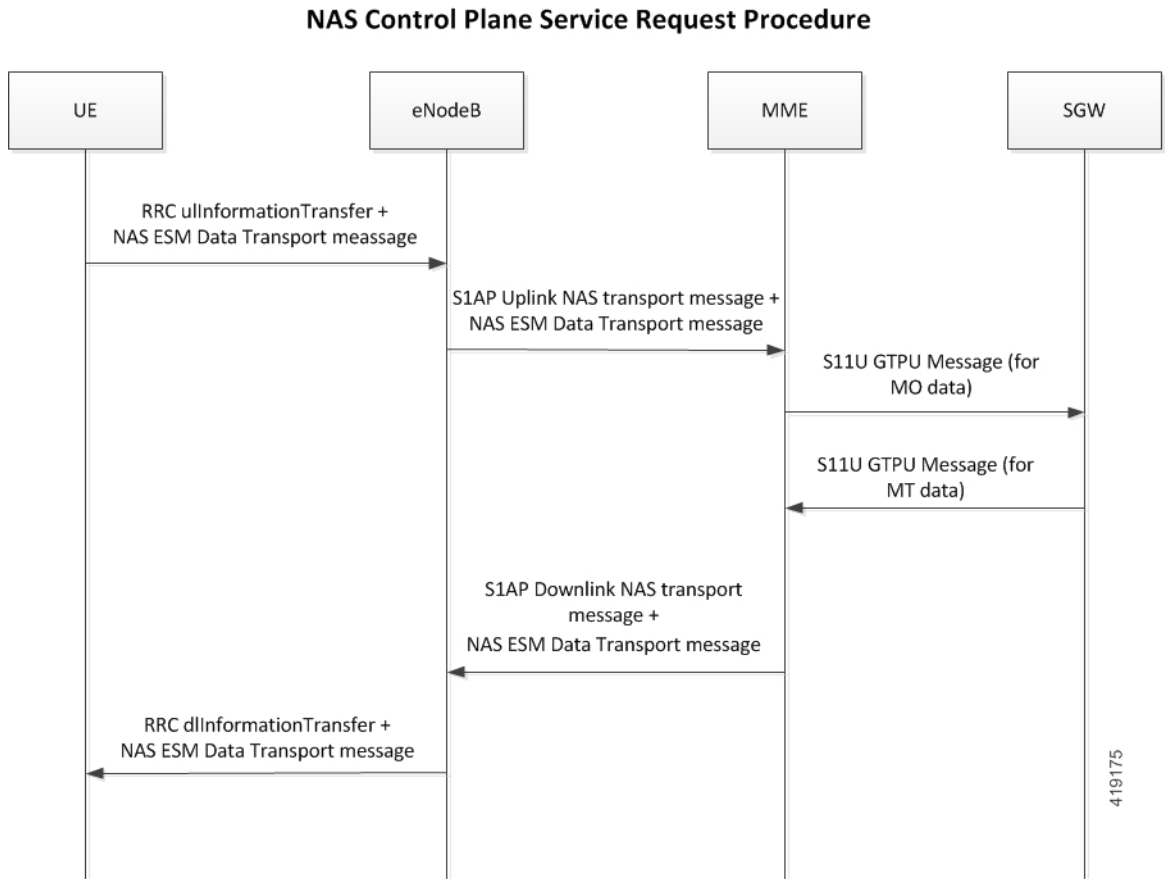 NAS Control Plane Service Request Procedure
UE
eNodeB
MME
SGW
RRC ulInformationTransfer +
NAS ESM Data Transport meassage
S1AP Uplink NAS transport message +
NAS ESM Data Transport message
S11U GTPU Message (for
MO data)
S11U GTPU Message (for
MT data)
S1AP Downlink NAS transport
message +
NAS ESM Data Transport message
RRC dlInformationTransfer +
NAS ESM Data Transport message
419175